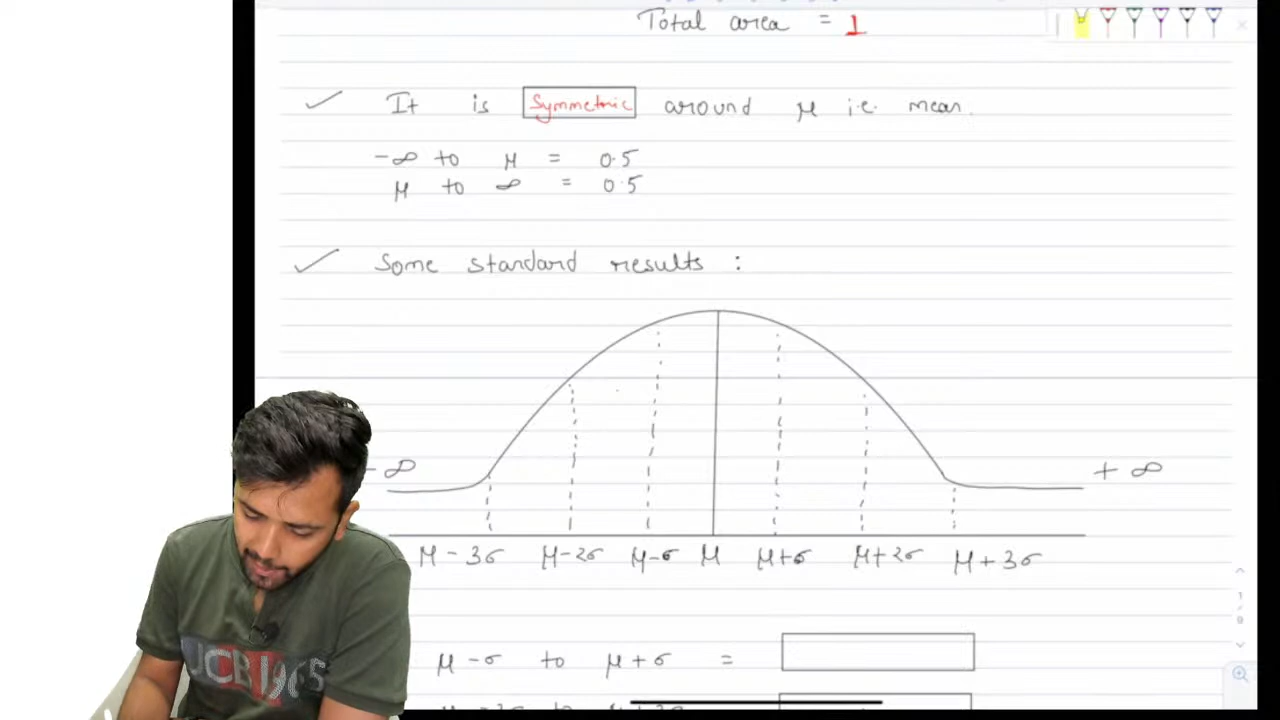 Total area = 1
It is Symmetric around μ i.e. mean.
-∞ to μ = 0.5
μ to ∞ = 0.5
Some standard results :
-∞ +∞
μ-3σ μ-2σ μ-σ μ μ+σ μ+2σ μ+3σ
μ-σ to μ+σ =